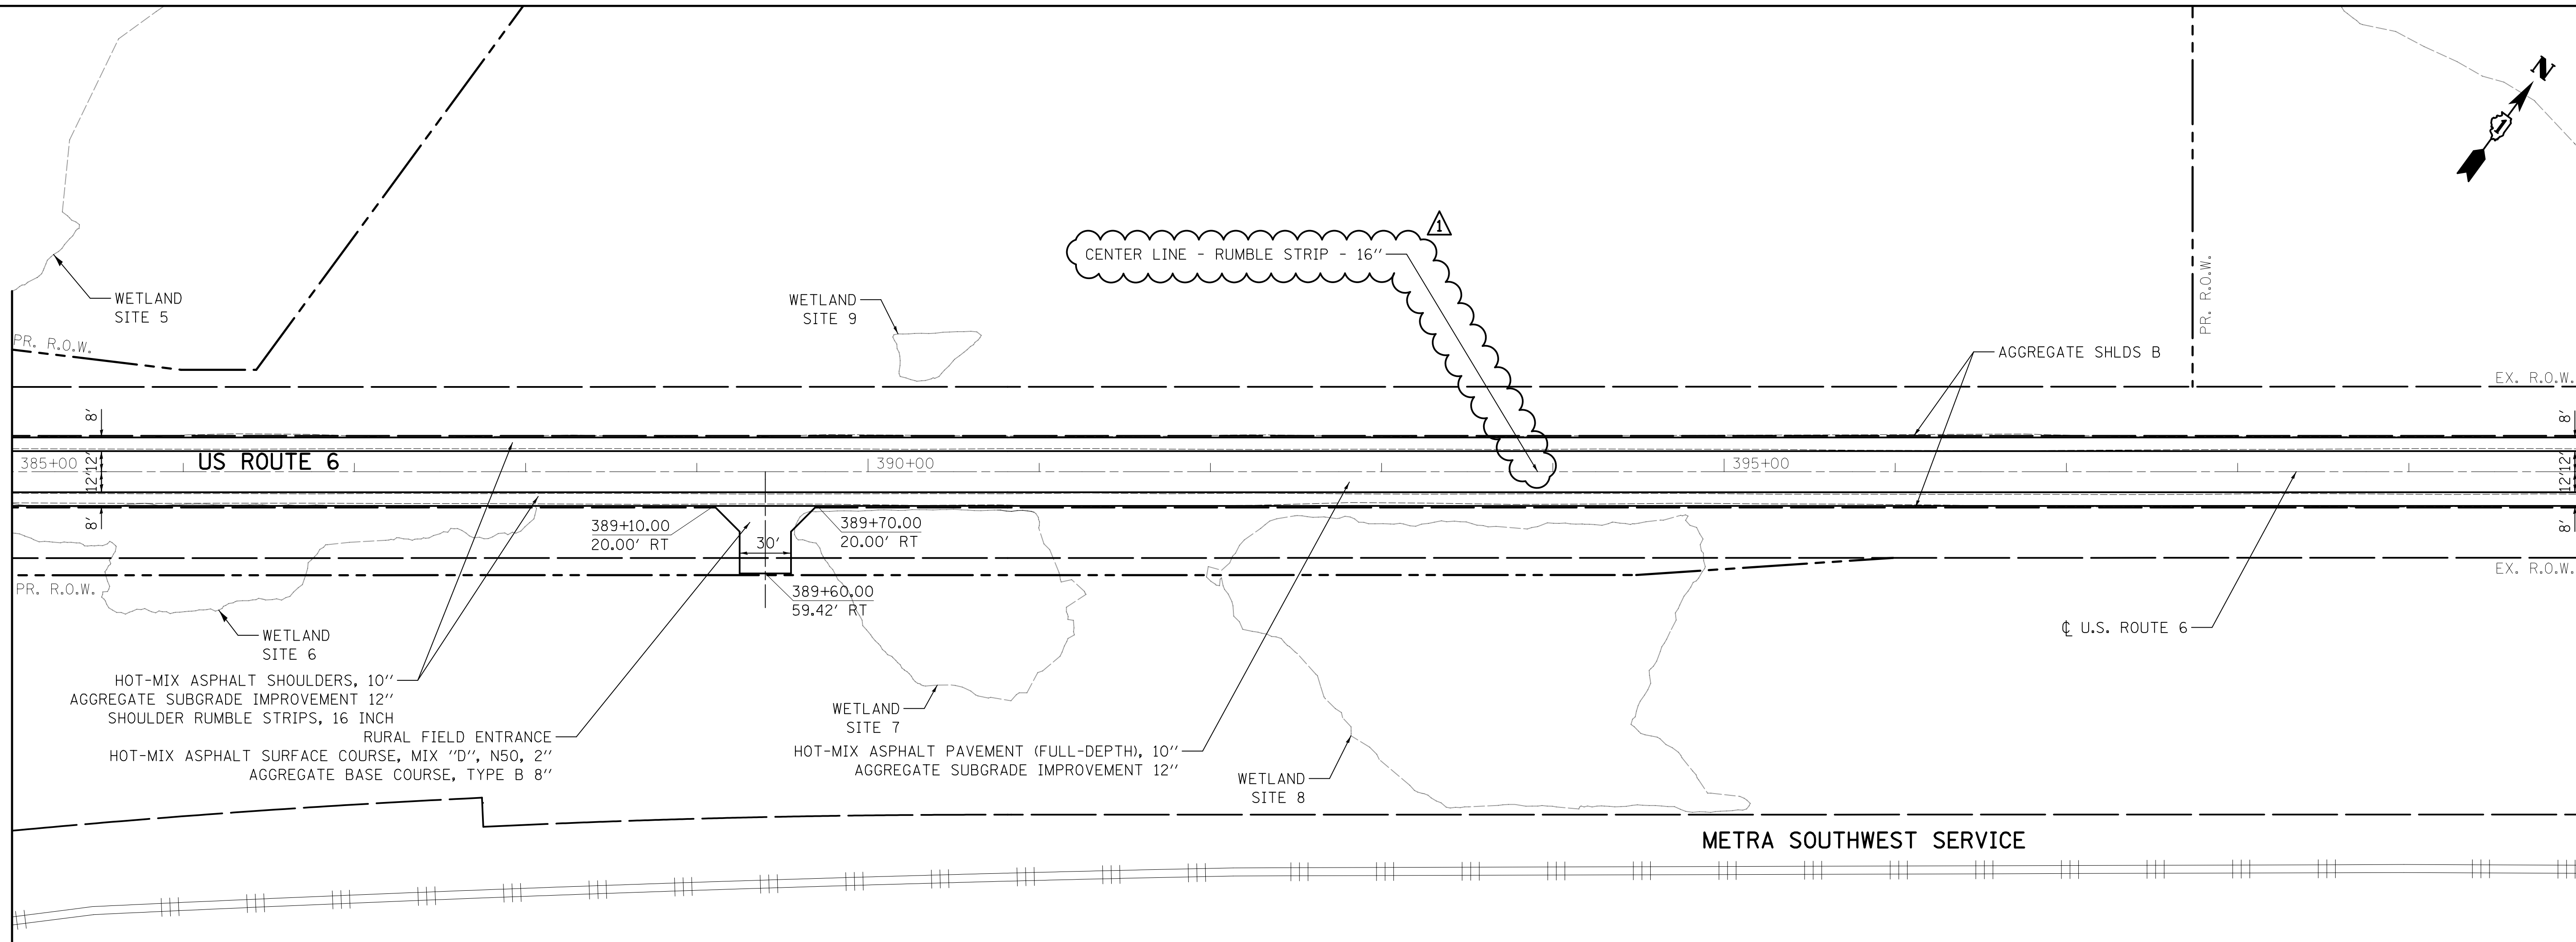 N
1
1
CENTER LINE - RUMBLE STRIP - 16"
WETLAND
SITE 5
WETLAND
SITE 9
PR. R.O.W.
PR. R.O.W.
AGGREGATE SHLDS B
EX. R.O.W.
8'
8'
385+00
US ROUTE 6
390+00
395+00
12'
12'
12'
12'
8'
8'
389+10.00
20.00' RT
30'
389+70.00
20.00' RT
EX. R.O.W.
PR. R.O.W.
389+60.00
59.42' RT
WETLAND
SITE 6
℄ U.S. ROUTE 6
HOT-MIX ASPHALT SHOULDERS, 10"
AGGREGATE SUBGRADE IMPROVEMENT 12"
SHOULDER RUMBLE STRIPS, 16 INCH
WETLAND
SITE 7
RURAL FIELD ENTRANCE
HOT-MIX ASPHALT SURFACE COURSE, MIX "D", N50, 2"
AGGREGATE BASE COURSE, TYPE B 8"
HOT-MIX ASPHALT PAVEMENT (FULL-DEPTH), 10"
AGGREGATE SUBGRADE IMPROVEMENT 12"
WETLAND
SITE 8
METRA SOUTHWEST SERVICE